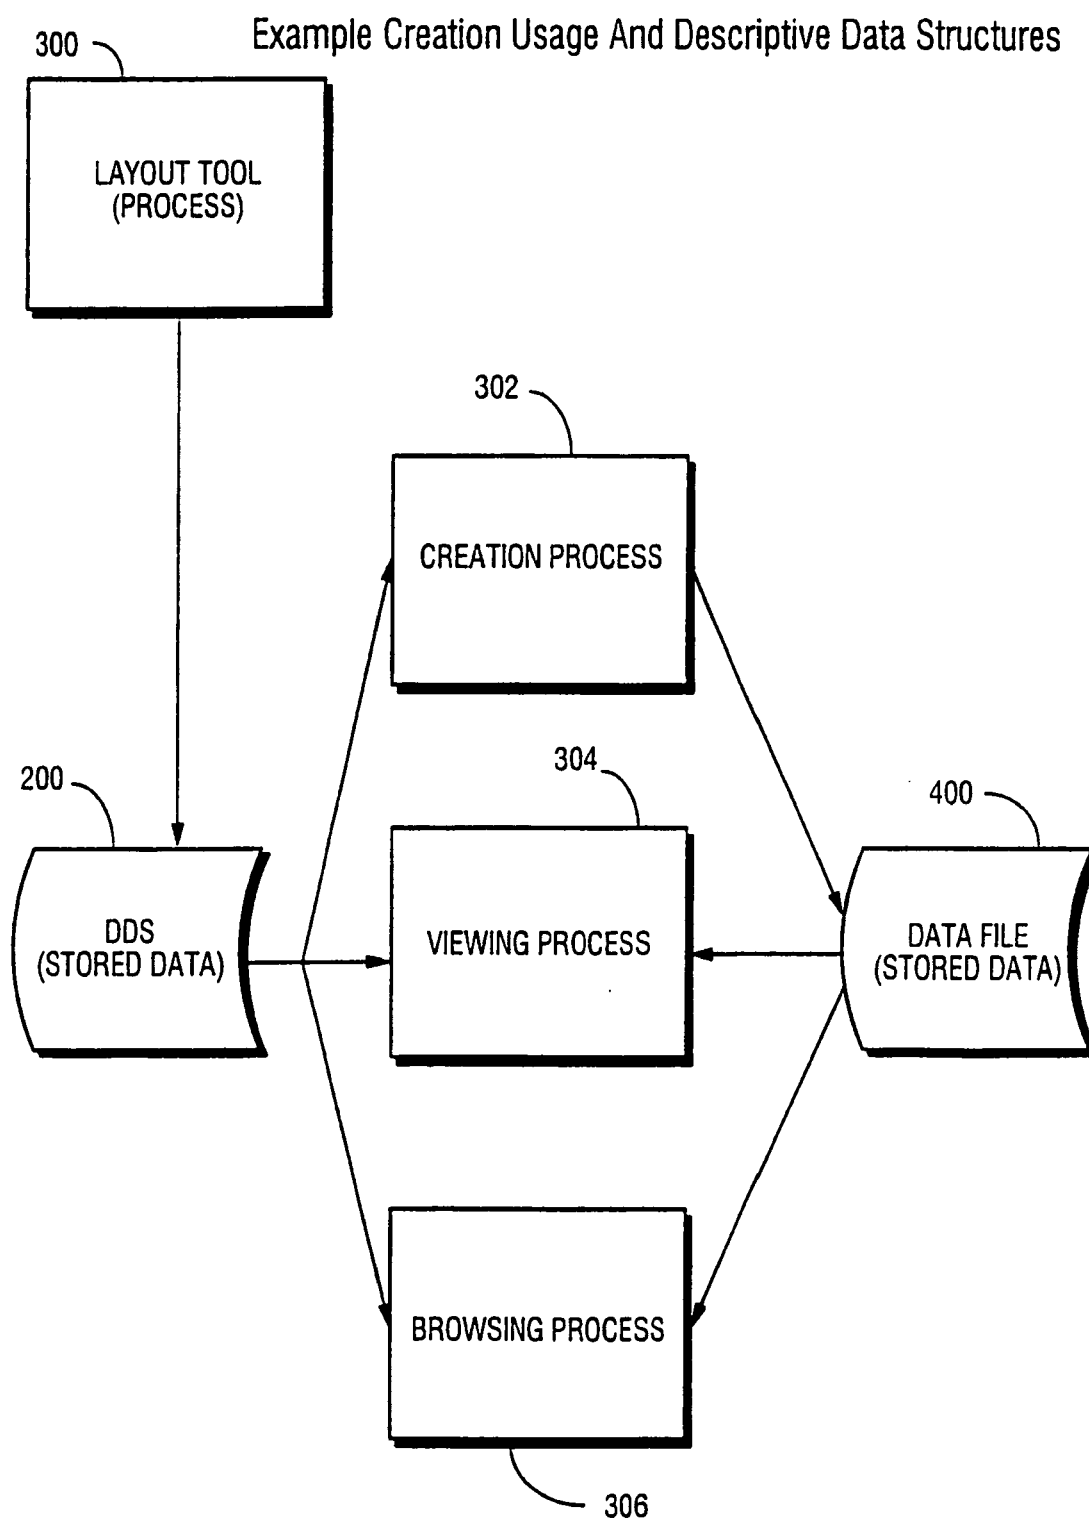 Example Creation Usage And Descriptive Data Structures
300
LAYOUT TOOL
(PROCESS)
302
CREATION PROCESS
200
DDS
(STORED DATA)
304
VIEWING PROCESS
400
DATA FILE
(STORED DATA)
BROWSING PROCESS
306